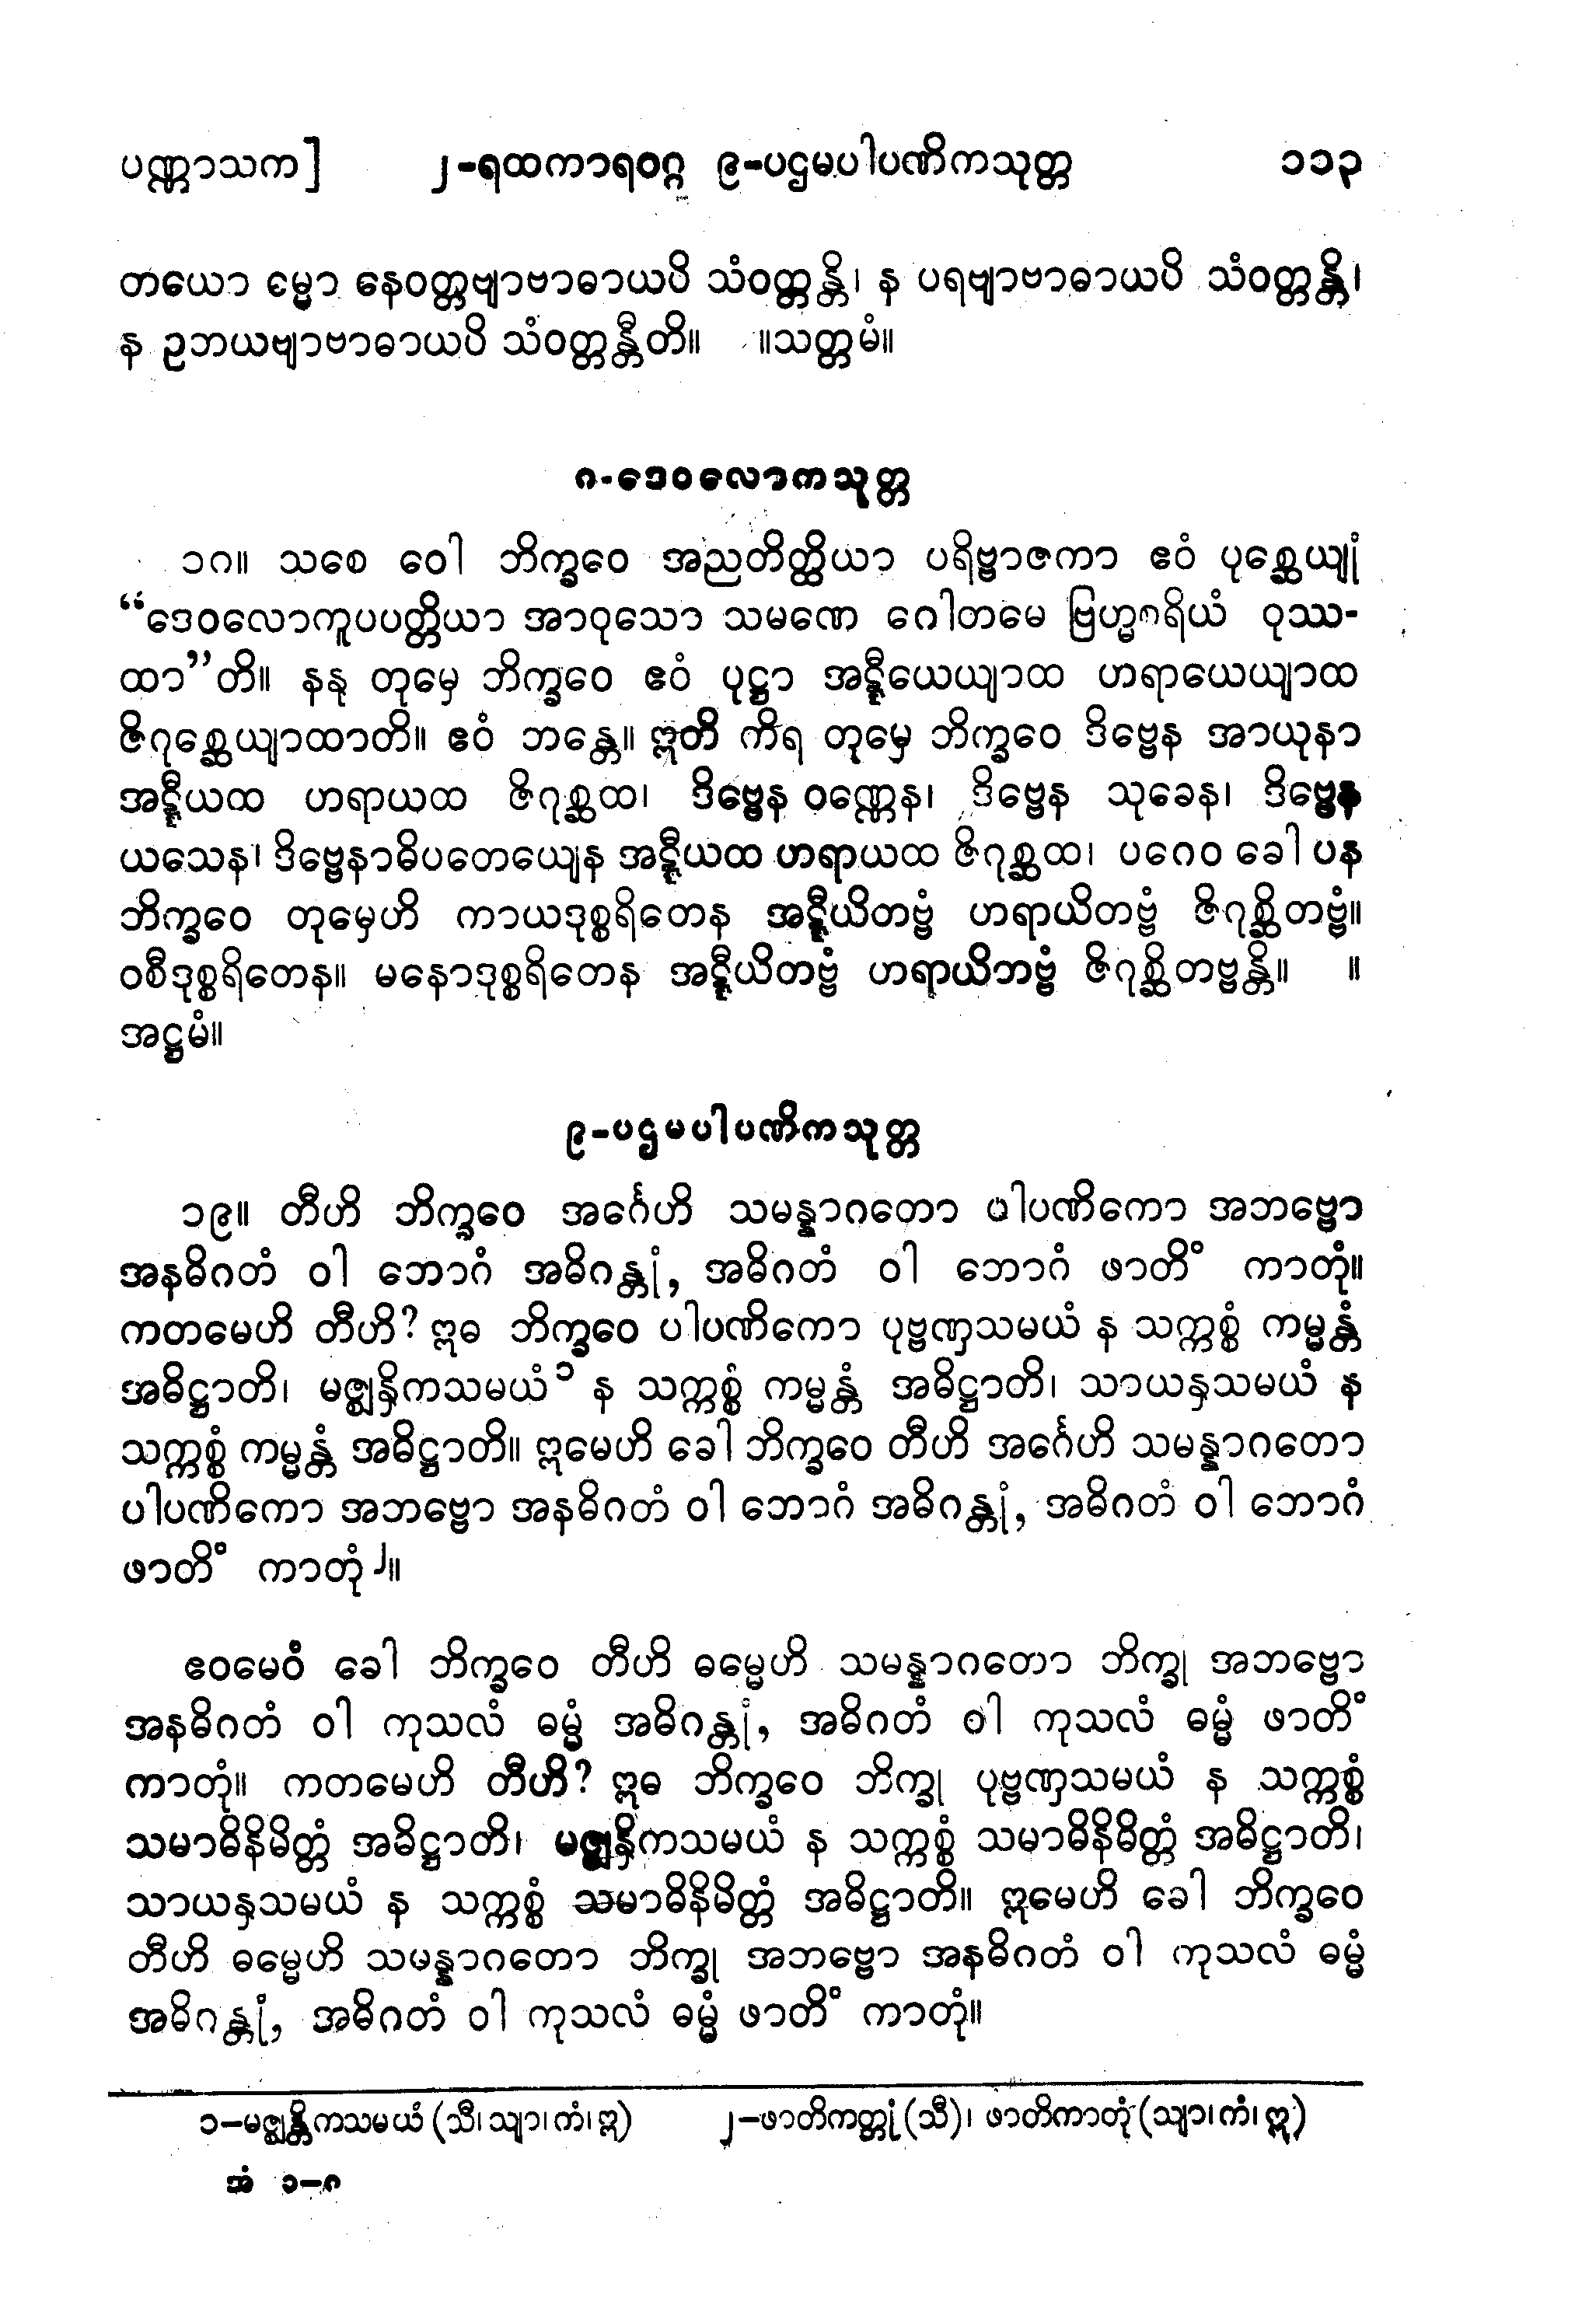 ပဏ္ဏာသက] ၂-ရထကာရဝဂ္ဂ ၉-ပဌမပါပဏိကသုတ္တ ၁၁၃
တယော ဓမ္မာ နေဝတ္တဗျာဗာဓာယပိ သံဝတ္တန္တိ၊ န ပရဗျာဗာဓာယပိ သံဝတ္တန္တိ၊
န ဥဘယဗျာဗာဓာယပိ သံဝတ္တန္တီတိ။ ။သတ္တမံ။
၈-ဒေဝလောကသုတ္တ
၁၈။ သစေ ဝေါ ဘိက္ခဝေ အညတိတ္ထိယာ ပရိဗ္ဗာဇကာ ဧဝံ ပုစ္ဆေယျုံ
“ဒေဝလောကူပပတ္တိယာ အာဝုသော သမဏေ ဂေါတမေ ဗြဟ္မစရိယံ ဝုဿ-
ထာ”တိ။ နနု တုမှေ ဘိက္ခဝေ ဧဝံ ပုဋ္ဌာ အဋ္ဋီယေယျာထ ဟရာယေယျာထ
ဇိဂုစ္ဆေယျာထာတိ။ ဧဝံ ဘန္တေ။ ဣတိ ကိရ တုမှေ ဘိက္ခဝေ ဒိဗ္ဗေန အာယုနာ
အဋ္ဋီယထ ဟရာယထ ဇိဂုစ္ဆထ၊ ဒိဗ္ဗေန ဝဏ္ဏေန၊ ဒိဗ္ဗေန သုခေန၊ ဒိဗ္ဗေန
ယသေန၊ ဒိဗ္ဗေနာဓိပတေယျေန အဋ္ဋီယထ ဟရာယထ ဇိဂုစ္ဆထ၊ ပဂေဝ ခေါ ပန
ဘိက္ခဝေ တုမှေဟိ ကာယဒုစ္စရိတေန အဋ္ဋီယိတဗ္ဗံ ဟရာယိတဗ္ဗံ ဇိဂုစ္ဆိတဗ္ဗံ။
ဝစီဒုစ္စရိတေန။ မနောဒုစ္စရိတေန အဋ္ဋီယိတဗ္ဗံ ဟရာယိဘဗ္ဗံ ဇိဂုစ္ဆိတဗ္ဗန္တိ။ ။
အဋ္ဌမံ။
၉-ပဌမပါပဏိကသုတ္တ
၁၉။ တီဟိ ဘိက္ခဝေ အင်္ဂေဟိ သမန္နာဂတော ပါပဏိကော အဘဗ္ဗော
အနဓိဂတံ ဝါ ဘောဂံ အဓိဂန္တုံ, အဓိဂတံ ဝါ ဘောဂံ ဖာတိံ ကာတုံ။
ကတမေဟိ တီဟိ? ဣဓ ဘိက္ခဝေ ပါပဏိကော ပုဗ္ဗဏှသမယံ န သက္ကစ္စံ ကမ္မန္တံ
အဓိဋ္ဌာတိ၊ မဇ္ဈနှိကသမယံ ၁ န သက္ကစ္စံ ကမ္မန္တံ အဓိဋ္ဌာတိ၊ သာယနှသမယံ န
သက္ကစ္စံ ကမ္မန္တံ အဓိဋ္ဌာတိ။ ဣမေဟိ ခေါ ဘိက္ခဝေ တီဟိ အင်္ဂေဟိ သမန္နာဂတော
ပါပဏိကော အဘဗ္ဗော အနဓိဂတံ ဝါ ဘောဂံ အဓိဂန္တုံ, အဓိဂတံ ဝါ ဘောဂံ
ဖာတိံ ကာတုံ ၂။
ဧဝမေဝံ ခေါ ဘိက္ခဝေ တီဟိ ဓမ္မေဟိ သမန္နာဂတော ဘိက္ခု အဘဗ္ဗော
အနဓိဂတံ ဝါ ကုသလံ ဓမ္မံ အဓိဂန္တုံ, အဓိဂတံ ဝါ ကုသလံ ဓမ္မံ ဖာတိံ
ကာတုံ။ ကတမေဟိ တီဟိ? ဣဓ ဘိက္ခဝေ ဘိက္ခု ပုဗ္ဗဏှသမယံ န သက္ကစ္စံ
သမာဓိနိမိတ္တံ အဓိဋ္ဌာတိ၊ မဇ္ဈနှိကသမယံ န သက္ကစ္စံ သမာဓိနိမိတ္တံ အဓိဋ္ဌာတိ၊
သာယနှသမယံ န သက္ကစ္စံ သမာဓိနိမိတ္တံ အဓိဋ္ဌာတိ။ ဣမေဟိ ခေါ ဘိက္ခဝေ
တီဟိ ဓမ္မေဟိ သမန္နာဂတော ဘိက္ခု အဘဗ္ဗော အနဓိဂတံ ဝါ ကုသလံ ဓမ္မံ
အဓိဂန္တုံ, အဓိဂတံ ဝါ ကုသလံ ဓမ္မံ ဖာတိံ ကာတုံ။
၁-မဇ္ဈန္တိကသမယံ (သီ၊ သျာ၊ ကံ၊ ဣ) ၂-ဖာတိကတ္တုံ (သီ)၊ ဖာတိကာတုံ (သျာ၊ ကံ၊ ဣ)
အံ ၁-၈